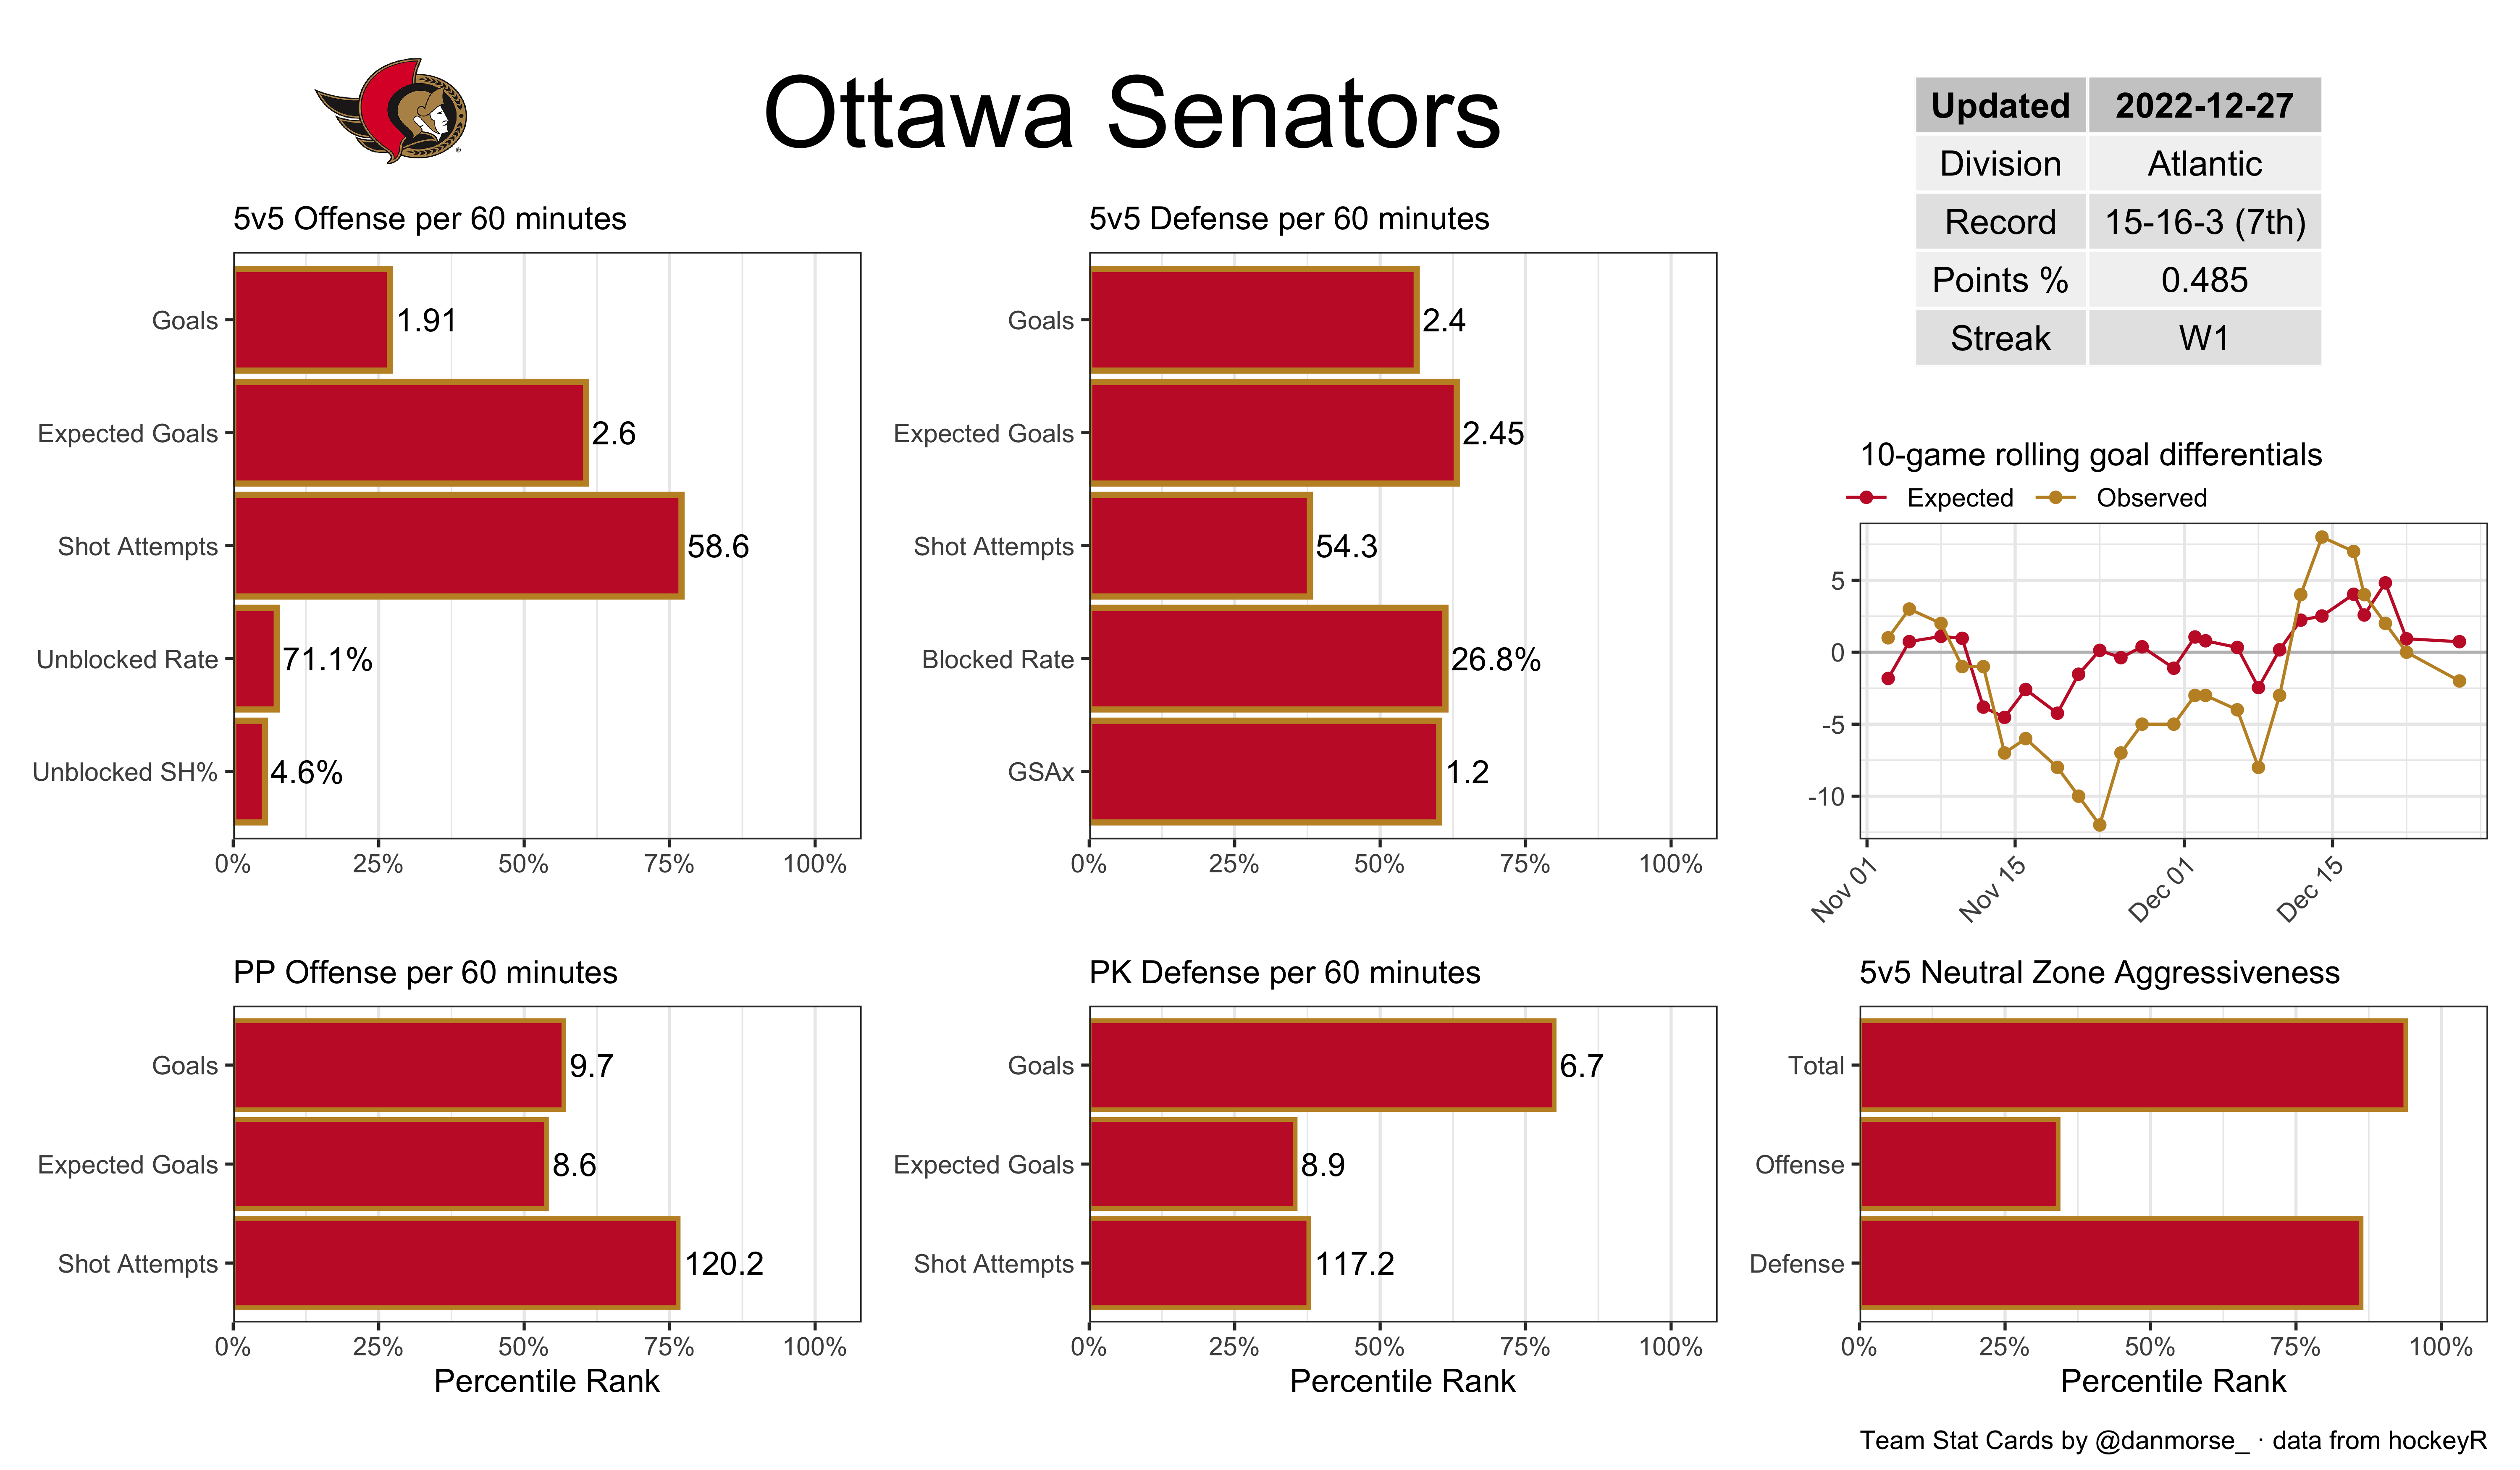 Ottawa Senators
Updated 2022-12-27
Division Atlantic
Record 15-16-3 (7th)
Points % 0.485
Streak W1
5v5 Offense per 60 minutes
Goals 1.91
Expected Goals 2.6
Shot Attempts 58.6
Unblocked Rate 71.1%
Unblocked SH% 4.6%
0% 25% 50% 75% 100%
5v5 Defense per 60 minutes
Goals 2.4
Expected Goals 2.45
Shot Attempts 54.3
Blocked Rate 26.8%
GSAx 1.2
0% 25% 50% 75% 100%
10-game rolling goal differentials
Expected Observed
5
0
-5
-10
Nov 01 Nov 15 Dec 01 Dec 15
PP Offense per 60 minutes
Goals 9.7
Expected Goals 8.6
Shot Attempts 120.2
0% 25% 50% 75% 100%
Percentile Rank
PK Defense per 60 minutes
Goals 6.7
Expected Goals 8.9
Shot Attempts 117.2
0% 25% 50% 75% 100%
Percentile Rank
5v5 Neutral Zone Aggressiveness
Total
Offense
Defense
0% 25% 50% 75% 100%
Percentile Rank
Team Stat Cards by @danmorse_ · data from hockeyR